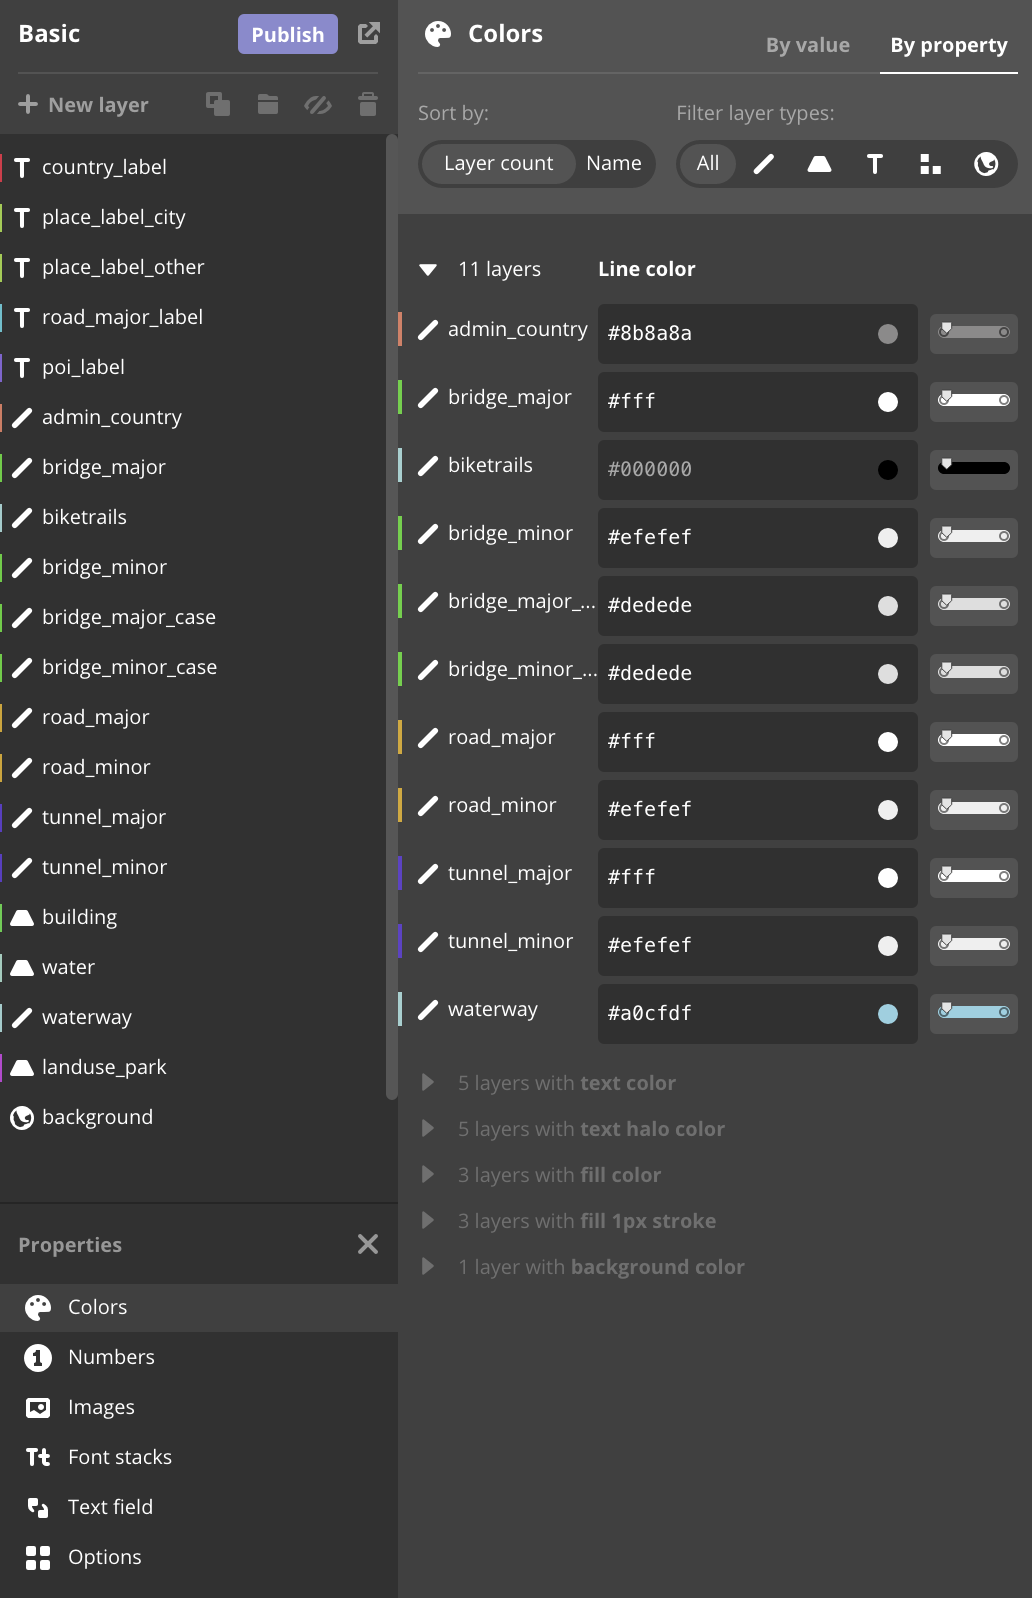 Basic
Publish
New layer
country_label
place_label_city
place_label_other
road_major_label
poi_label
admin_country
bridge_major
biketrails
bridge_minor
bridge_major_case
bridge_minor_case
road_major
road_minor
tunnel_major
tunnel_minor
building
water
waterway
landuse_park
background
Properties
Colors
1 Numbers
Images
Tt Font stacks
Text field
Options
Colors
By value By property
Sort by: Filter layer types:
Layer count Name All
11 layers Line color
admin_country #8b8a8a
bridge_major #fff
biketrails #000000
bridge_minor #efefef
bridge_major_... #dedede
bridge_minor_... #dedede
road_major #fff
road_minor #efefef
tunnel_major #fff
tunnel_minor #efefef
waterway #a0cfdf
5 layers with text color
5 layers with text halo color
3 layers with fill color
3 layers with fill 1px stroke
1 layer with background color